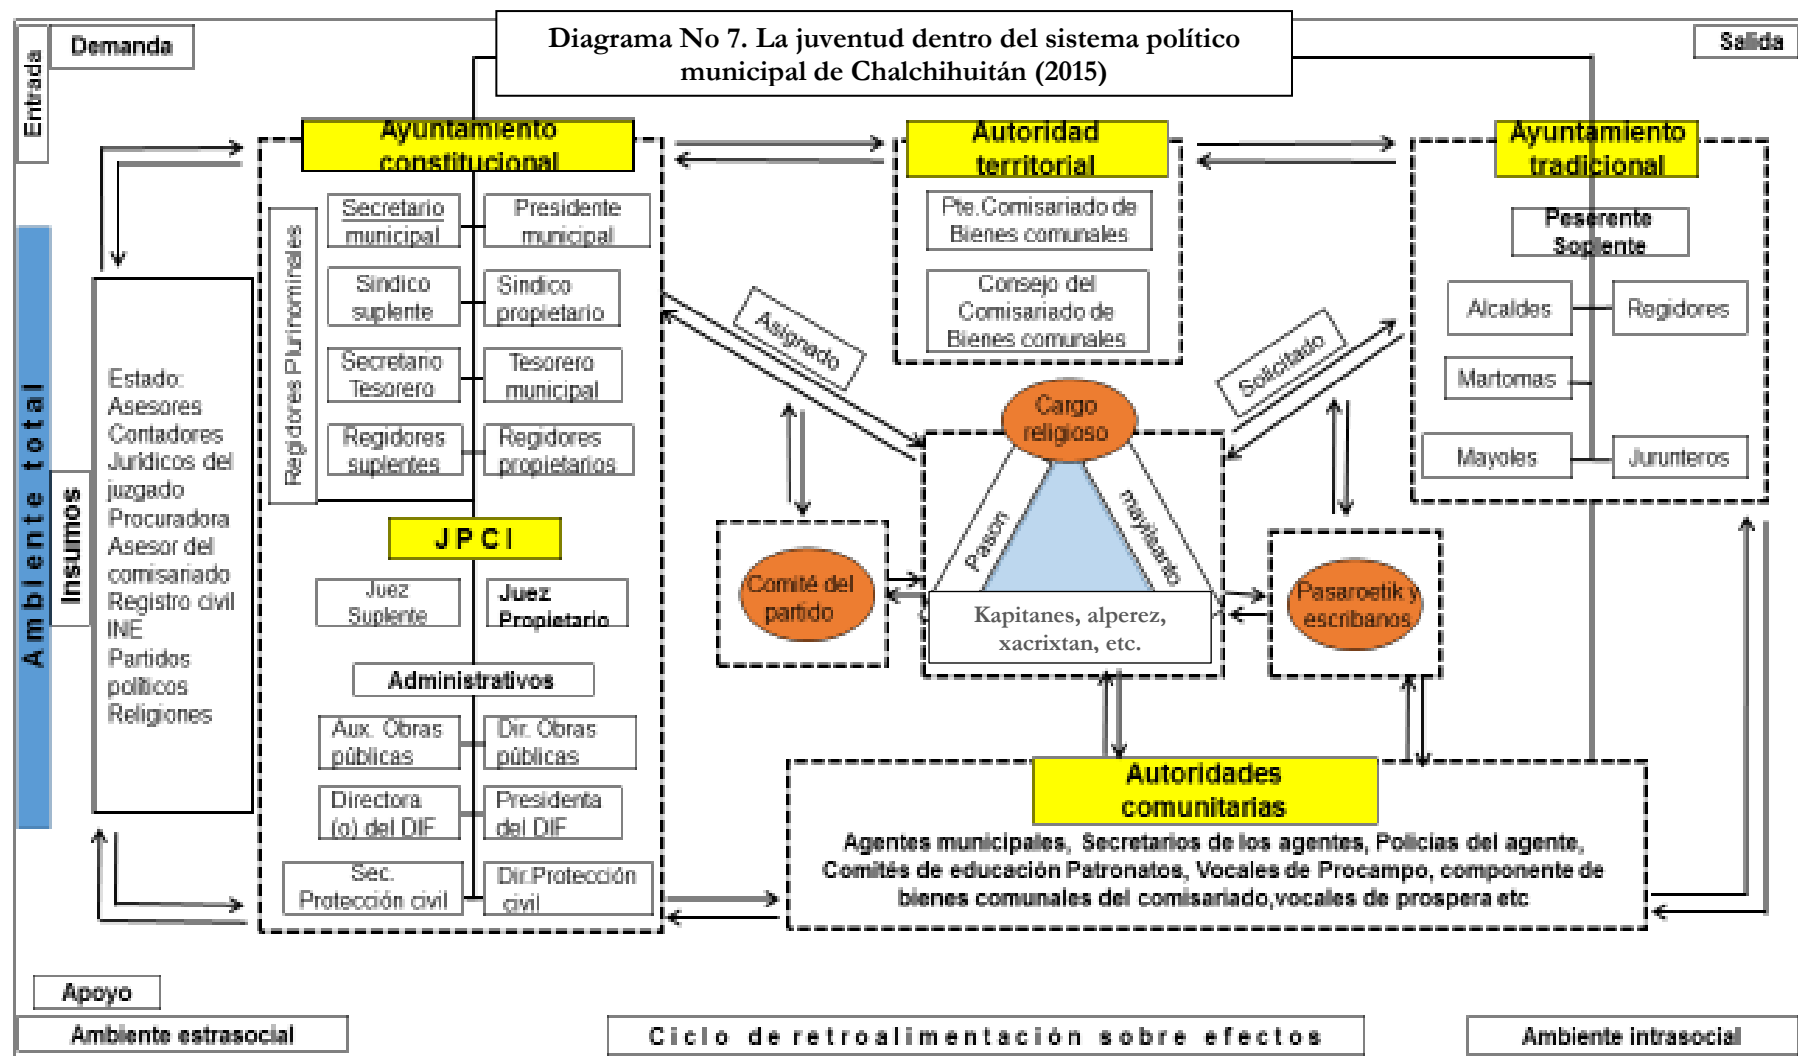 Diagrama No 7. La juventud dentro del sistema político
municipal de Chalchihuitán (2015)
Entrada
Demanda
Salida
Ayuntamiento
constitucional
Autoridad
territorial
Ayuntamiento
tradicional
Regidores Plurinominales
Secretario
municipal
Presidente
municipal
Sindico
suplente
Sindico
propietario
Secretario
Tesorero
Tesorero
municipal
Regidores
suplentes
Regidores
propietarios
J P C I
Juez
Suplente
Juez
Propietario
Administrativos
Aux. Obras
públicas
Dir. Obras
públicas
Directora
(o) del DIF
Presidenta
del DIF
Sec.
Protección civil
Dir.Protección
civil
Pte.Comisariado de
Bienes comunales
Consejo del
Comisariado de
Bienes comunales
Peserente
Soplente
Alcaldes
Regidores
Martomas
Mayoles
Jurunteros
Ambiente total
Insumos
Estado:
Asesores
Contadores
Jurídicos del
juzgado
Procuradora
Asesor del
comisariado
Registro civil
INE
Partidos
políticos
Religiones
Asignado
Solicitado
Cargo
religioso
Pason
mayisanto
Kapitanes, alperez,
xacrixtan, etc.
Comité del
partido
Pasaroetik y
escribanos
Autoridades
comunitarias
Agentes municipales, Secretarios de los agentes, Policías del agente,
Comités de educación Patronatos, Vocales de Procampo, componente de
bienes comunales del comisariado,vocales de prospera etc
Apoyo
Ambiente estrasocial
Ciclo de retroalimentación sobre efectos
Ambiente intrasocial